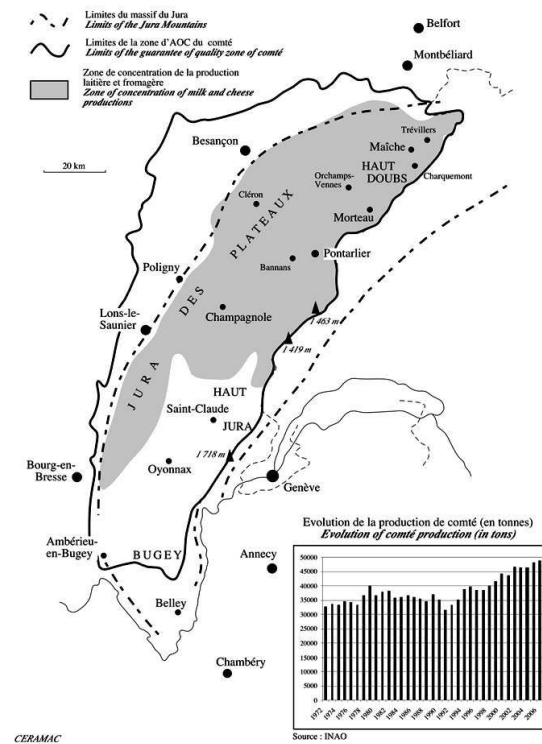 Limites du massif du Jura
Limits of the Jura Mountains
Limites de la zone d'AOC du comté
Limits of the guarantee of quality zone of comté
Zone de concentration de la production
laitière et fromagère
Zone of concentration of milk and cheese
productions
20 km
Belfort
Montbéliard
Besançon
Trévillers
Maîche
HAUT
DOUBS
Charquemont
Orchamps-
Vennes
Cléron
Morteau
JURA DES PLATEAUX
Pontarlier
Bannans
Poligny
Champagnole
1 463 m
Lons-le-
Saunier
1 419 m
HAUT
JURA
Saint-Claude
1 718 m
Oyonnax
Bourg-en-
Bresse
Genève
Ambérieu-
en-Bugey
BUGEY
Annecy
Belley
Chambéry
Evolution de la production de comté (en tonnes)
Evolution of comté production (in tons)
50000
45000
40000
35000
30000
25000
20000
15000
10000
5000
0
1972 1974 1976 1978 1980 1982 1984 1986 1988 1990 1992 1994 1996 1998 2000 2002 2004 2006
Source : INAO
CERAMAC